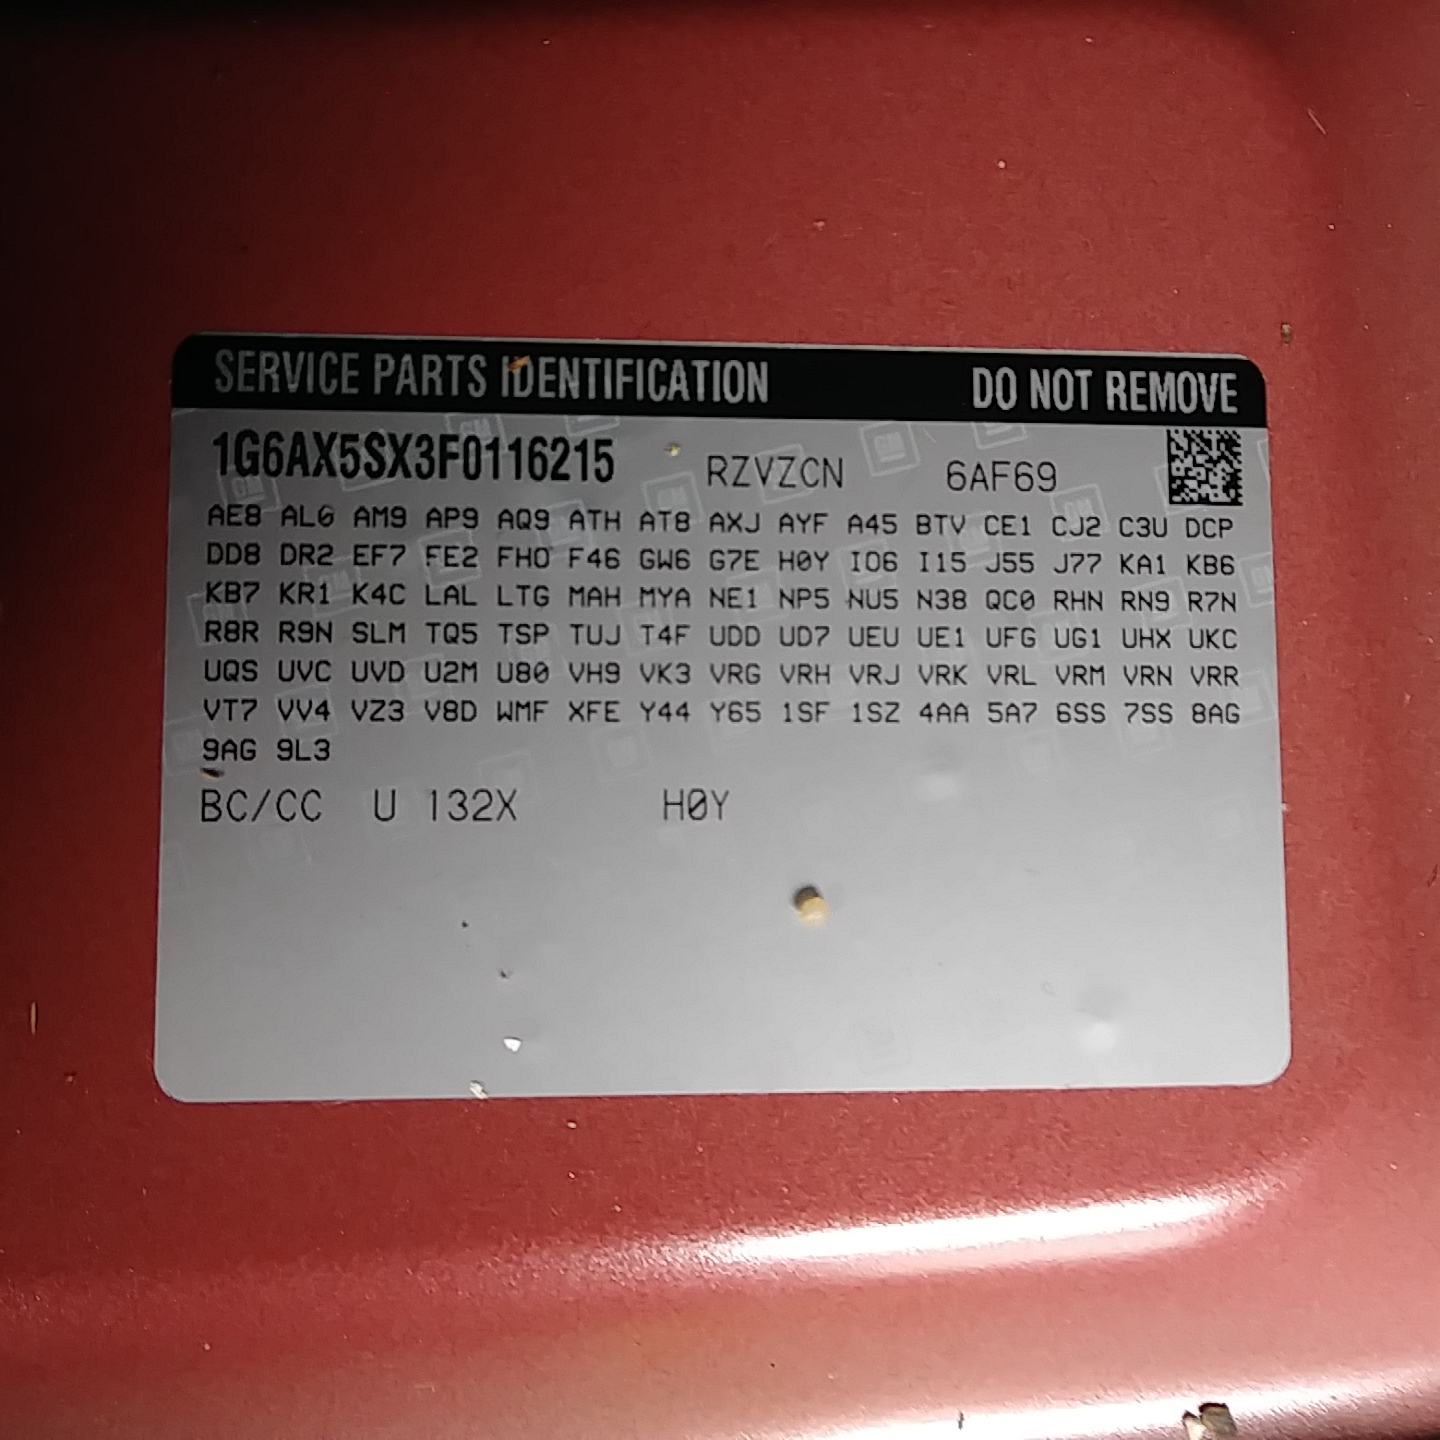 SERVICE PARTS IDENTIFICATION DO NOT REMOVE
1G6AX5SX3F0116215 RZVZCN 6AF69
AE8 AL0 AM9 AP9 AQ9 ATH AT8 AXJ AYF A45 BTV CE1 CJ2 C3U DCP
DD8 DR2 EF7 FE2 FHO F46 GW6 G7E H0Y IO6 I15 J55 J77 KA1 KB6
KB7 KR1 K4C LAL LTG MAH MYA NE1 NP5 NU5 N38 QC0 RHN RN9 R7N
R8R R9N SLM TQ5 TSP TUJ T4F UDD UD7 UEU UE1 UFG UG1 UHX UKC
UQS UVC UVD U2M U80 VH9 VK3 VRG VRH VRJ VRK VRL VRM VRN VRR
VT7 VV4 VZ3 V8D WMF XFE Y44 Y65 1SF 1SZ 4AA 5A7 6SS 7SS 8AG
9AG 9L3
BC/CC U 132X H0Y